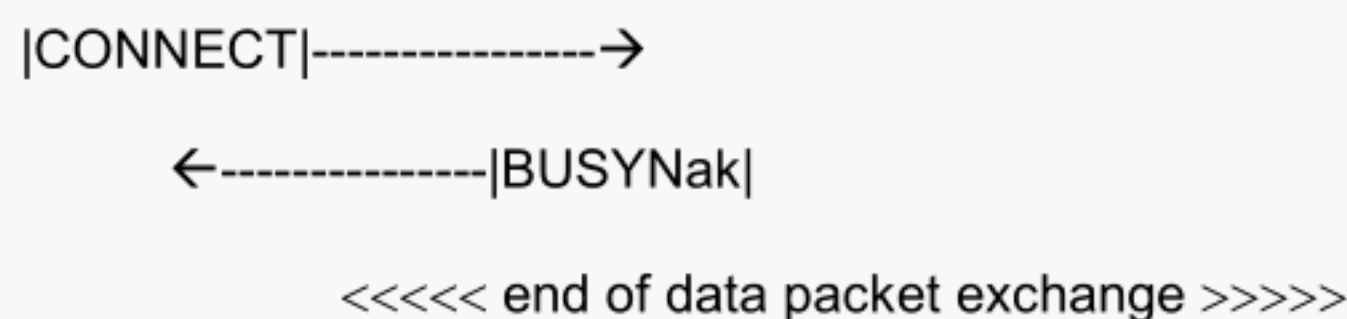 |CONNECT|----------------→
←---------------|BUSYNak|
<<<<< end of data packet exchange >>>>>